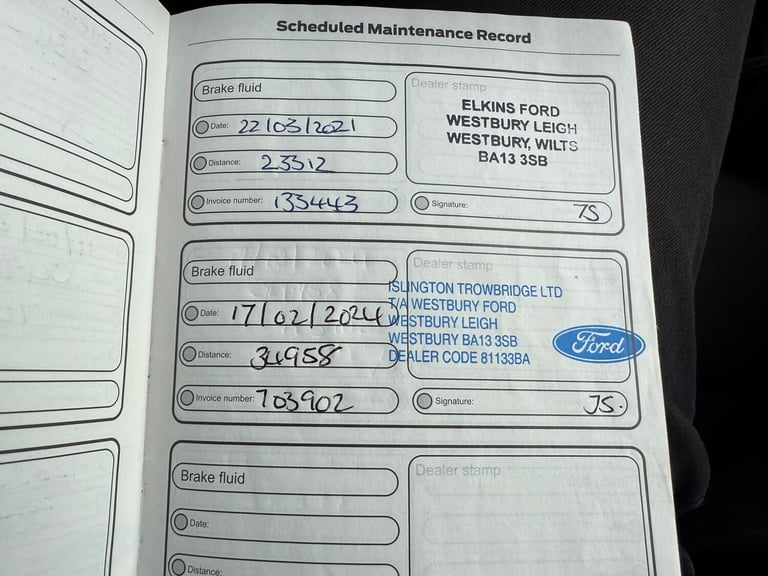 Scheduled Maintenance Record
Brake fluid
Date: 22/03/2021
Distance: 23312
Invoice number: 133443
Dealer stamp
ELKINS FORD
WESTBURY LEIGH
WESTBURY, WILTS
BA13 3SB
Signature: JS
Brake fluid
Date: 17/02/2024
Distance: 34958
Invoice number: 703902
Dealer stamp
ISLINGTON TROWBRIDGE LTD
T/A WESTBURY FORD
WESTBURY LEIGH
WESTBURY BA13 3SB
DEALER CODE 81133BA
Ford
Signature: JS.
Brake fluid
Date:
Distance:
Dealer stamp